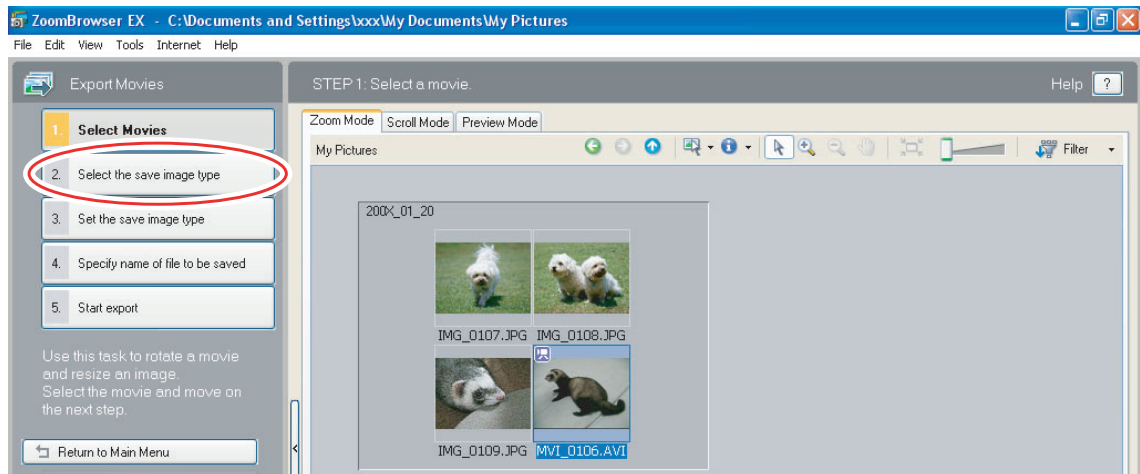 ZoomBrowser EX - C:\Documents and Settings\xxx\My Documents\My Pictures
File Edit View Tools Internet Help
Export Movies
1. Select Movies
2. Select the save image type
3. Set the save image type
4. Specify name of file to be saved
5. Start export
Use this task to rotate a movie
and resize an image.
Select the movie and move on
the next step.
Return to Main Menu
STEP 1: Select a movie.
Help ?
Zoom Mode Scroll Mode Preview Mode
My Pictures
Filter
200X_01_20
IMG_0107.JPG IMG_0108.JPG
IMG_0109.JPG MVI_0106.AVI